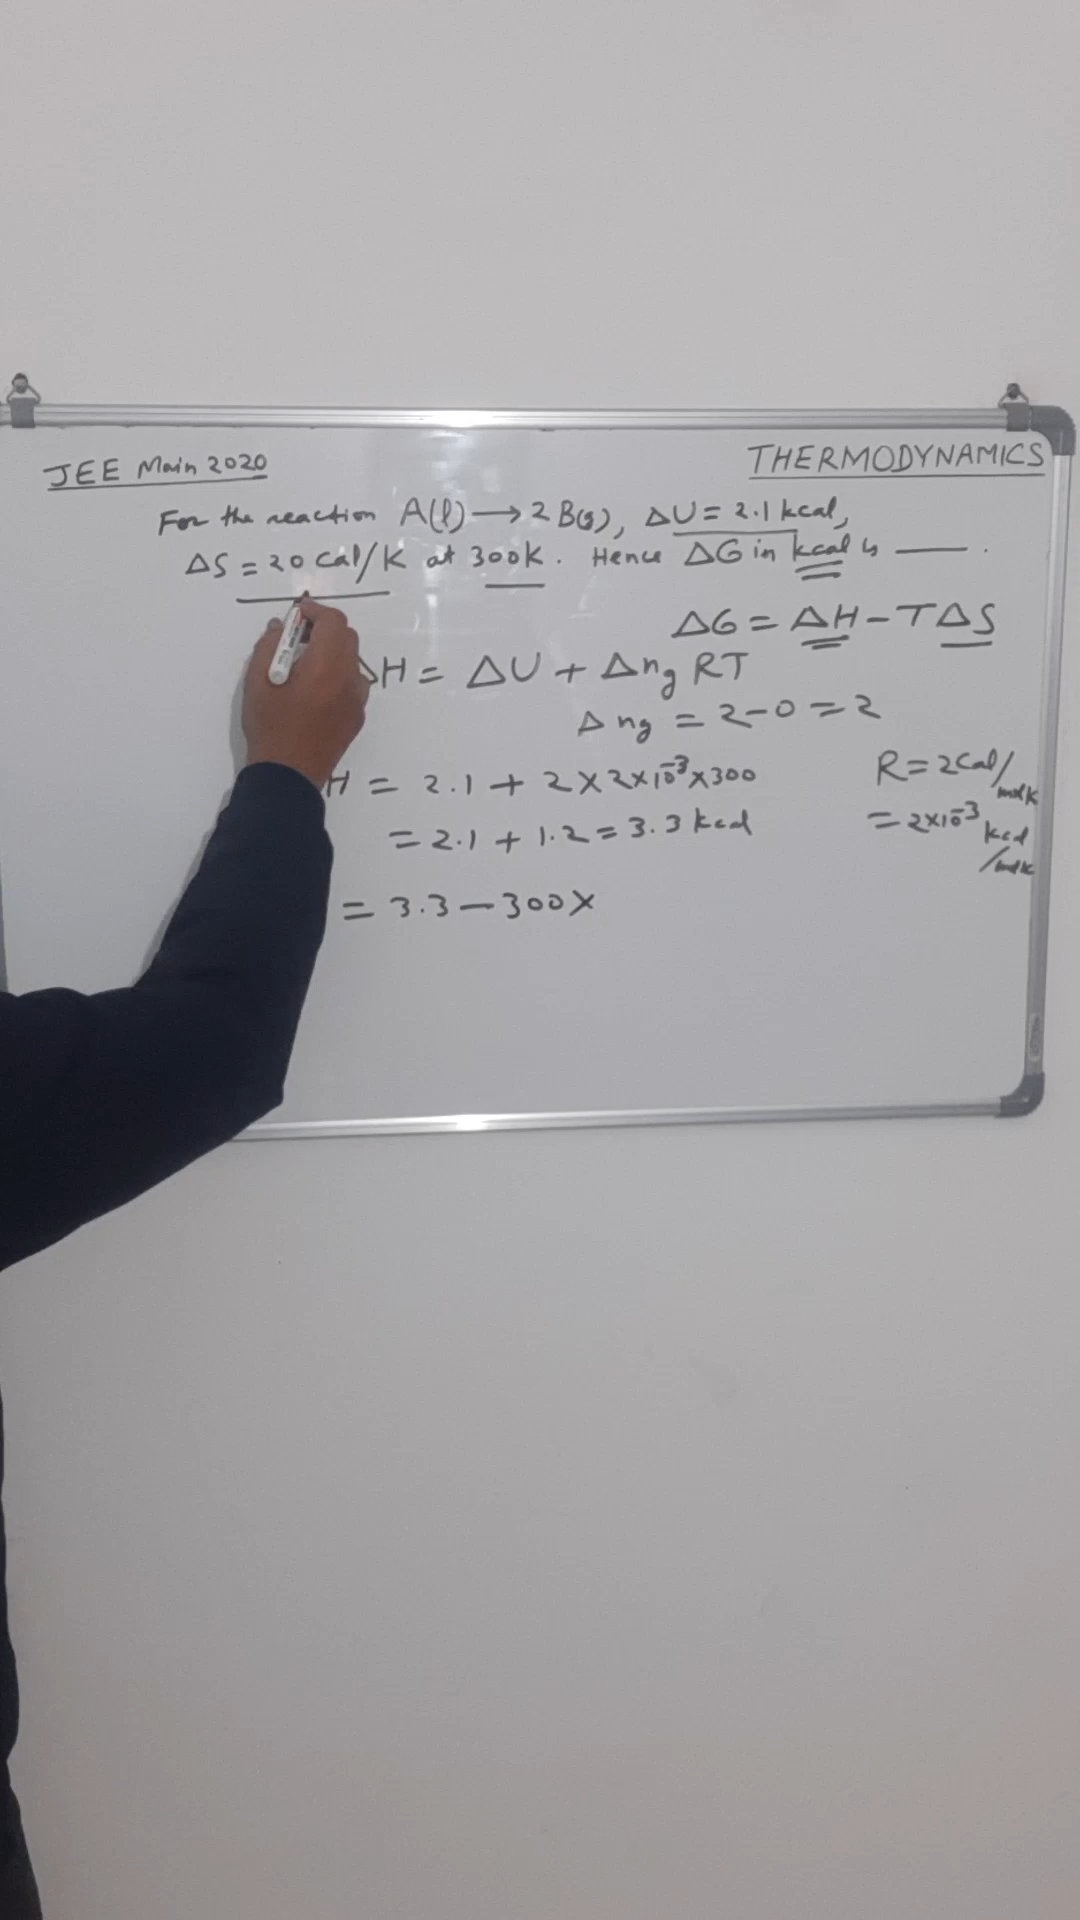 JEE Main 2020
THERMODYNAMICS
For the reaction A(l) → 2 B(g), ΔU = 2.1 kcal,
ΔS = 20 Cal/K at 300K. Hence ΔG in kcal is ____.
ΔG = ΔH - TΔS
ΔH = ΔU + Δng RT
Δng = 2-0 = 2
H = 2.1 + 2×2×10⁻³×300
R = 2Cal/molK
= 2.1 + 1.2 = 3.3 kcal
= 2×10⁻³ kcal/molK
= 3.3 - 300×